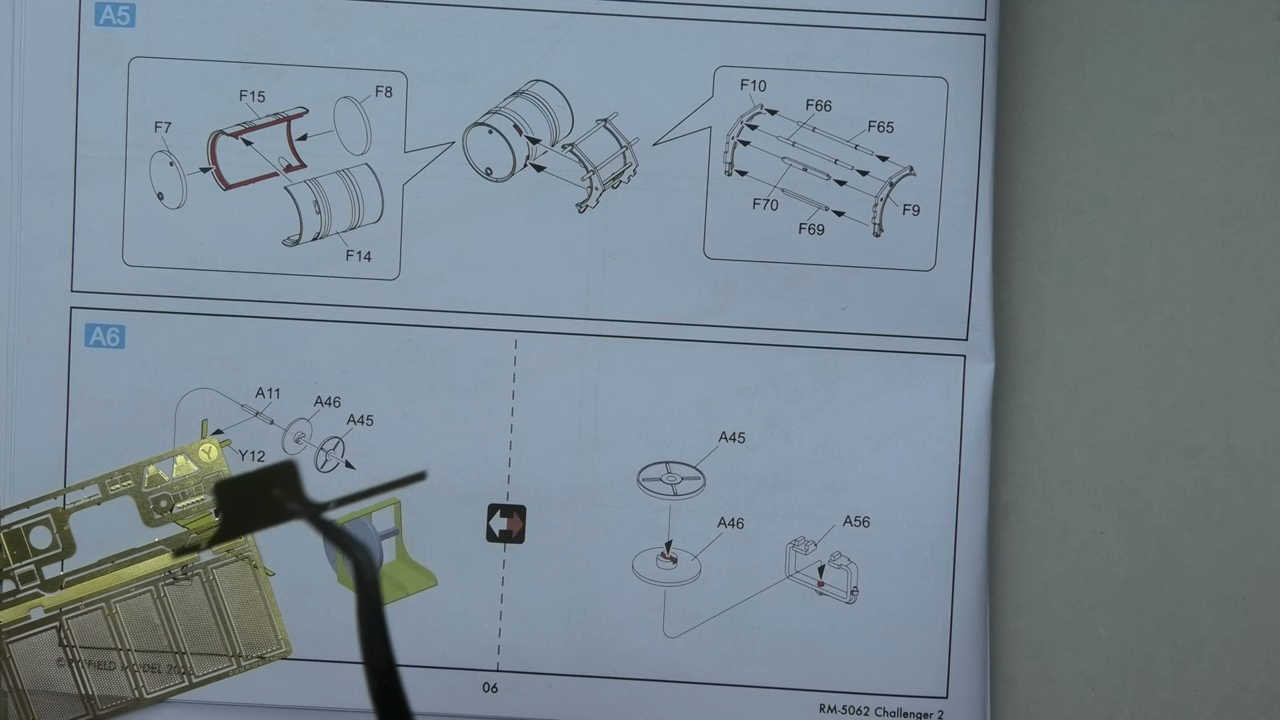 A5
F15
F8
F7
F14
F10
F66
F65
F70
F9
F69
A6
A11
A46
A45
Y12
Y
A45
A46
A56
06
RM-5062 Challenger 2